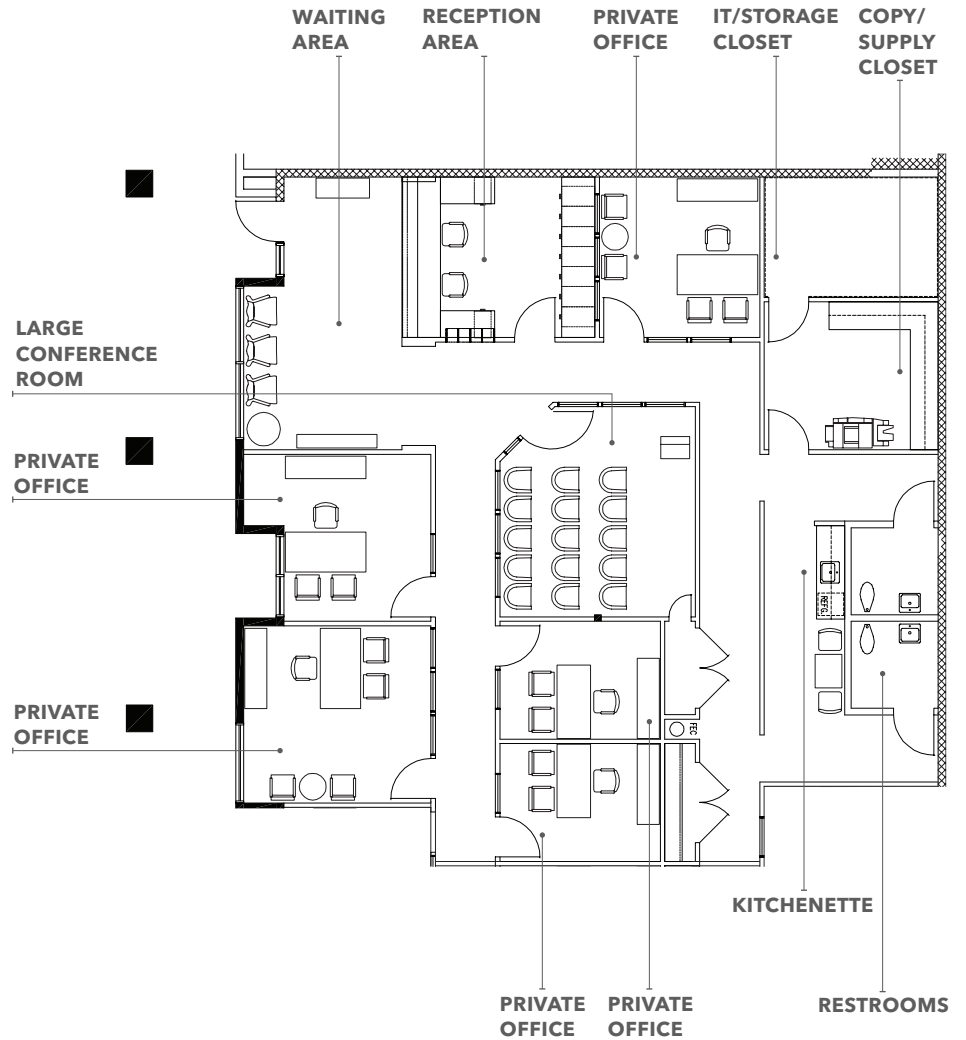 WAITING
AREA
RECEPTION
AREA
PRIVATE
OFFICE
IT/STORAGE
CLOSET
COPY/
SUPPLY
CLOSET
LARGE
CONFERENCE
ROOM
PRIVATE
OFFICE
REFG.
PRIVATE
OFFICE
FEC
KITCHENETTE
PRIVATE
OFFICE
PRIVATE
OFFICE
RESTROOMS